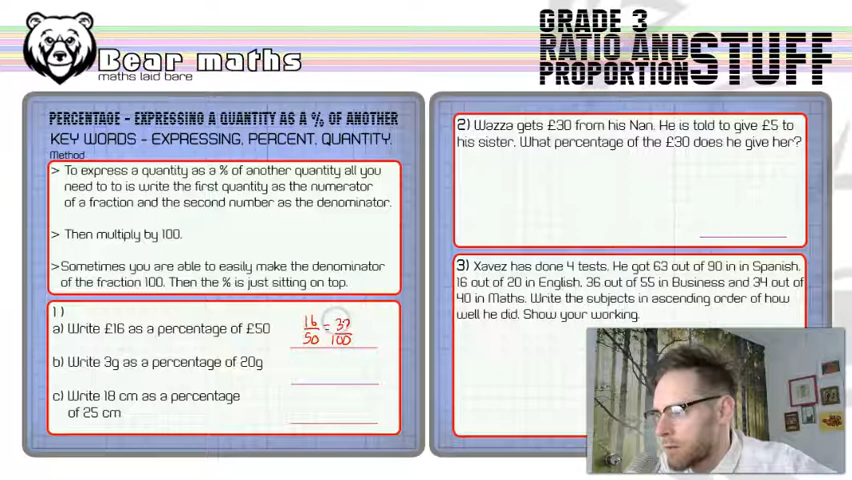 Bear maths
maths laid bare
GRADE 3
RATIO AND
PROPORTION
STUFF
PERCENTAGE - EXPRESSING A QUANTITY AS A % OF ANOTHER
KEY WORDS - EXPRESSING, PERCENT, QUANTITY.
Method
> To express a quantity as a % of another quantity all you
need to to is write the first quantity as the numerator
of a fraction and the second number as the denominator.
> Then multiply by 100.
>Sometimes you are able to easily make the denominator
of the fraction 100. Then the % is just sitting on top.
1)
a) Write £16 as a percentage of £50
16/50 = 32/100
b) Write 3g as a percentage of 20g
c) Write 18 cm as a percentage
of 25 cm
2) Wazza gets £30 from his Nan. He is told to give £5 to
his sister. What percentage of the £30 does he give her?
3) Xavez has done 4 tests. He got 63 out of 90 in in Spanish,
16 out of 20 in English, 36 out of 55 in Business and 34 out of
40 in Maths. Write the subjects in ascending order of how
well he did. Show your working.